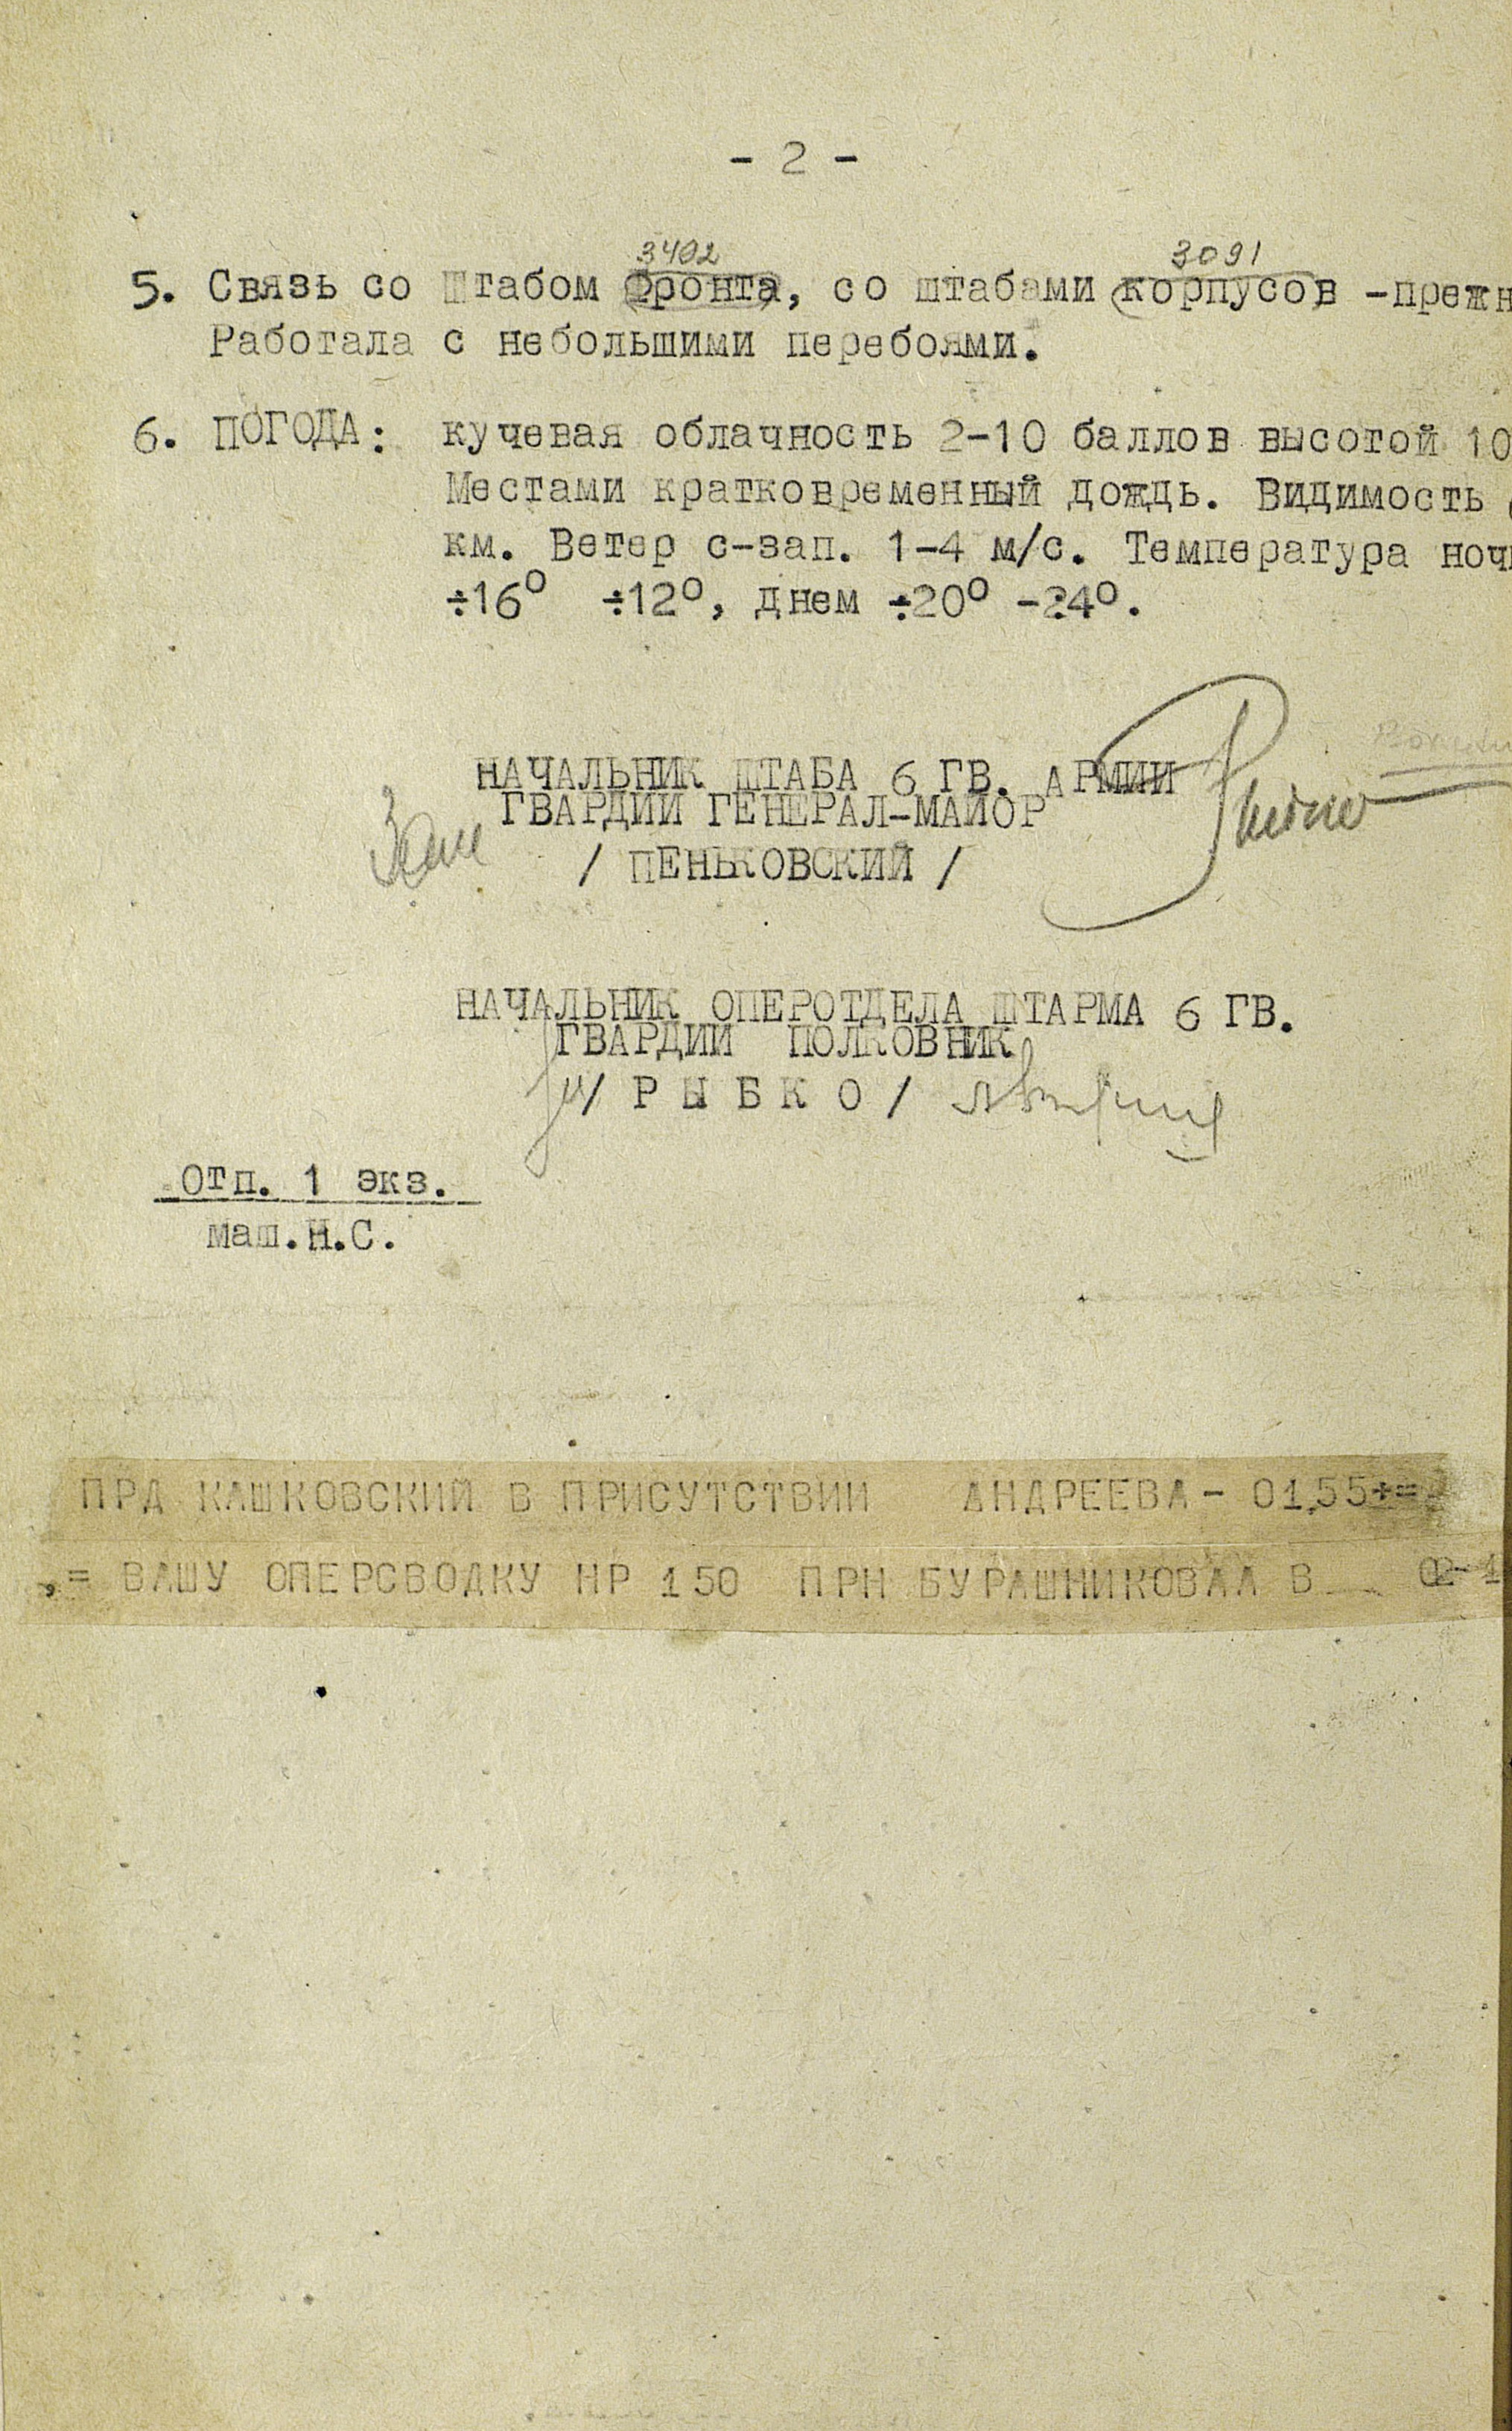 - 2 -
3402 3091
5. Связь со Штабом Фронта, со штабами корпусов -прежн
Работала с небольшими перебоями.
6. ПОГОДА: кучевая облачность 2-10 баллов высотой 10
Местами кратковременный дождь. Видимость
км. Ветер с-зап. 1-4 м/с. Температура ноч
÷16° ÷12°, днем ÷20° -24°.
НАЧАЛЬНИК ШТАБА 6 ГВ. АРМИИ
ГВАРДИИ ГЕНЕРАЛ-МАЙОР
/ ПЕНЬКОВСКИЙ /
НАЧАЛЬНИК ОПЕРОТДЕЛА ШТАРМА 6 ГВ.
ГВАРДИИ ПОЛКОВНИК
/ Р Ы Б К О /
Отп. 1 экз.
маш.Н.С.
ПРД КАШКОВСКИЙ В ПРИСУТСТВИИ АНДРЕЕВА- 01,55+=
,= ВАШУ ОПЕРСВОДКУ НР 150 ПРН БУРАШНИКОВАА В